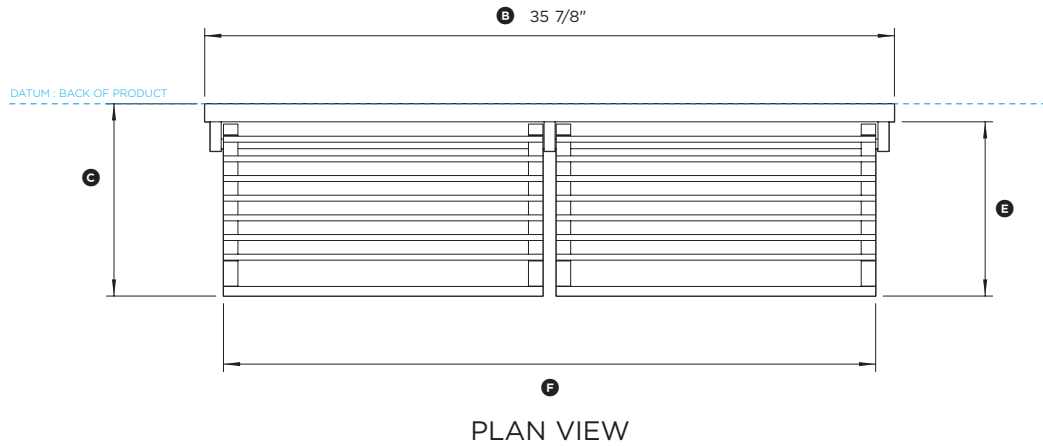 B 35 7/8"
DATUM : BACK OF PRODUCT
C
E
F
PLAN VIEW